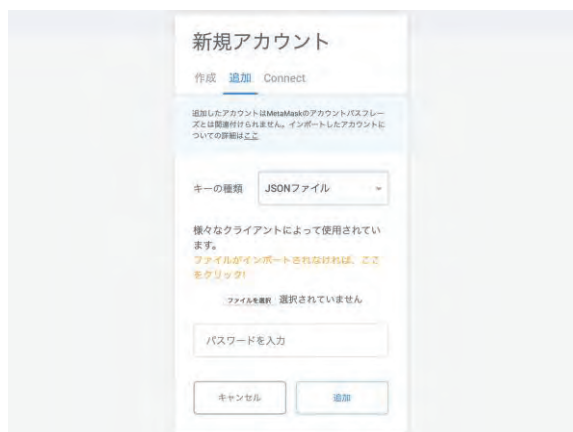 新規アカウント
作成 追加 Connect
追加したアカウントはMetaMaskのアカウントパスフレー
ズとは関連付けられません。インポートしたアカウントに
ついての詳細はここ
キーの種類 JSONファイル
様々なクライアントによって使用されてい
ます。
ファイルがインポートされなければ、ここ
をクリック!
ファイルを選択 選択されていません
パスワードを入力
キャンセル 追加